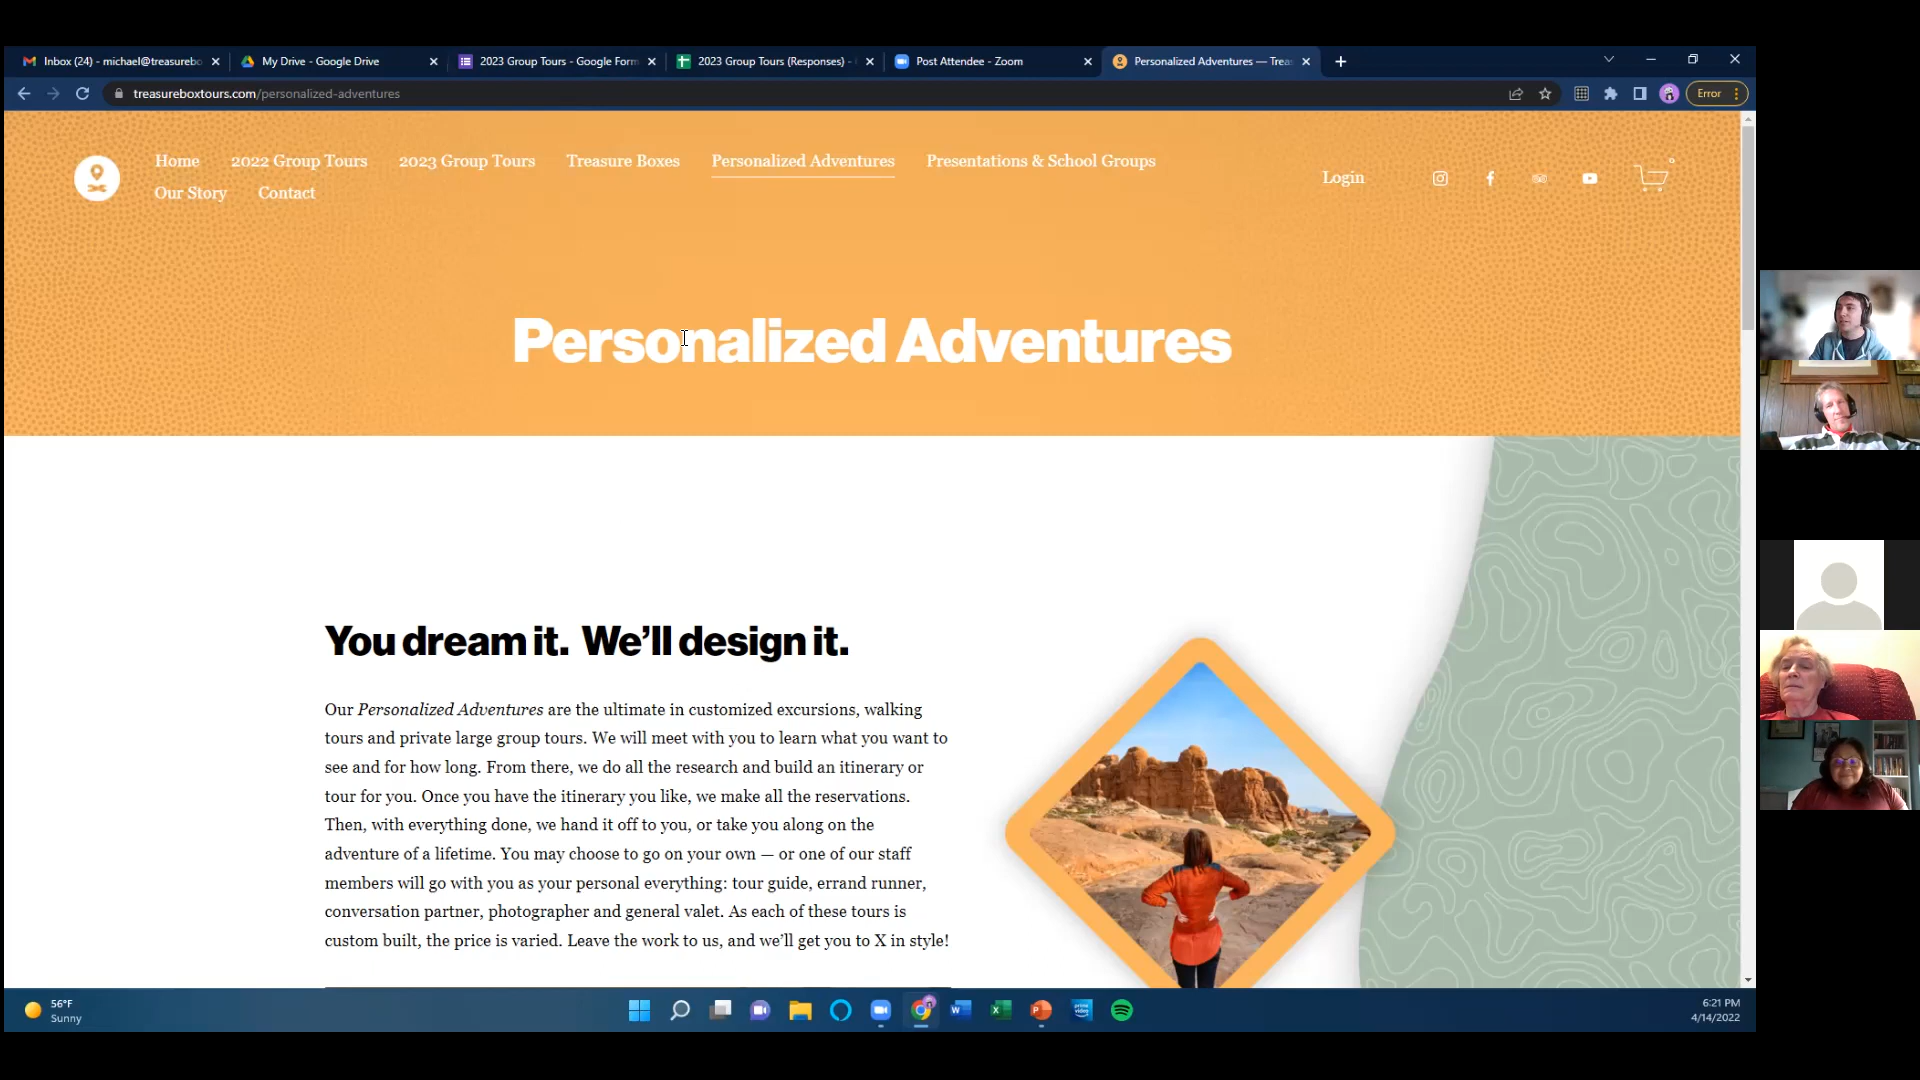 Inbox (24) - michael@treasurebo
My Drive - Google Drive
2023 Group Tours - Google Form
2023 Group Tours (Responses) -
Post Attendee - Zoom
Personalized Adventures — Trea
treasureboxtours.com/personalized-adventures
Error
Home 2022 Group Tours 2023 Group Tours Treasure Boxes Personalized Adventures Presentations & School Groups
Our Story Contact
Login
0
Personalized Adventures
You dream it. We'll design it.
Our Personalized Adventures are the ultimate in customized excursions, walking
tours and private large group tours. We will meet with you to learn what you want to
see and for how long. From there, we do all the research and build an itinerary or
tour for you. Once you have the itinerary you like, we make all the reservations.
Then, with everything done, we hand it off to you, or take you along on the
adventure of a lifetime. You may choose to go on your own — or one of our staff
members will go with you as your personal everything: tour guide, errand runner,
conversation partner, photographer and general valet. As each of these tours is
custom built, the price is varied. Leave the work to us, and we'll get you to X in style!
56°F
Sunny
prime video
6:21 PM
4/14/2022